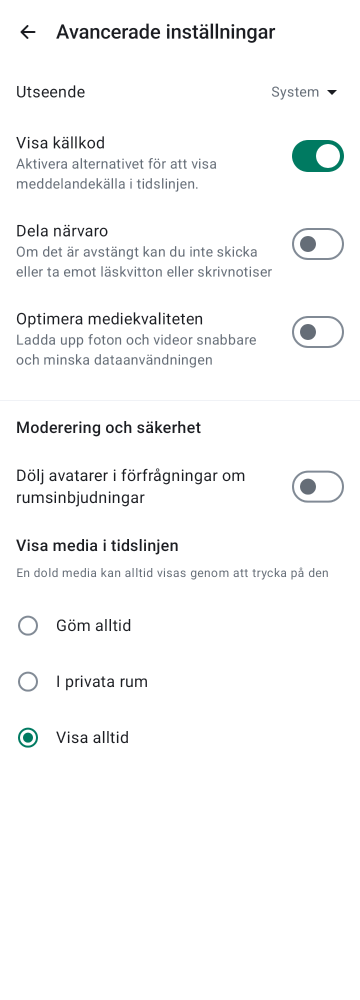 Avancerade inställningar
Utseende
System
Visa källkod
Aktivera alternativet för att visa
meddelandekälla i tidslinjen.
Dela närvaro
Om det är avstängt kan du inte skicka
eller ta emot läskvitton eller skrivnotiser
Optimera mediekvaliteten
Ladda upp foton och videor snabbare
och minska dataanvändningen
Moderering och säkerhet
Dölj avatarer i förfrågningar om
rumsinbjudningar
Visa media i tidslinjen
En dold media kan alltid visas genom att trycka på den
Göm alltid
I privata rum
Visa alltid